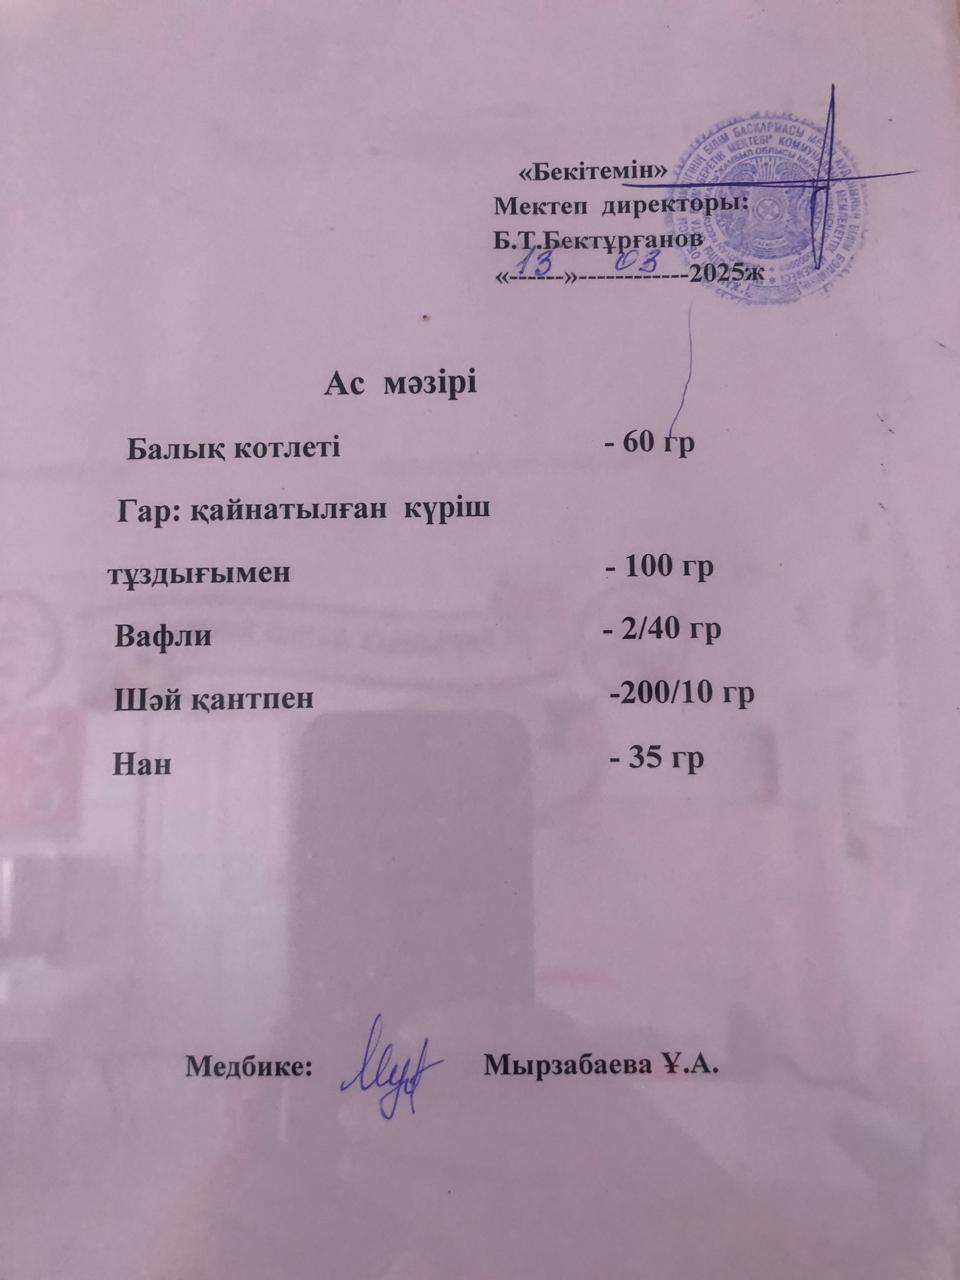 «Бекітемін»
Мектеп директоры:
Б.Т.Бектұрғанов
«--13--»-----03-------2025ж
Ас мәзірі
Балық котлеті - 60 гр
Гар: қайнатылған күріш
тұздығымен - 100 гр
Вафли - 2/40 гр
Шәй қантпен -200/10 гр
Нан - 35 гр
Медбике: Мырзабаева Ұ.А.